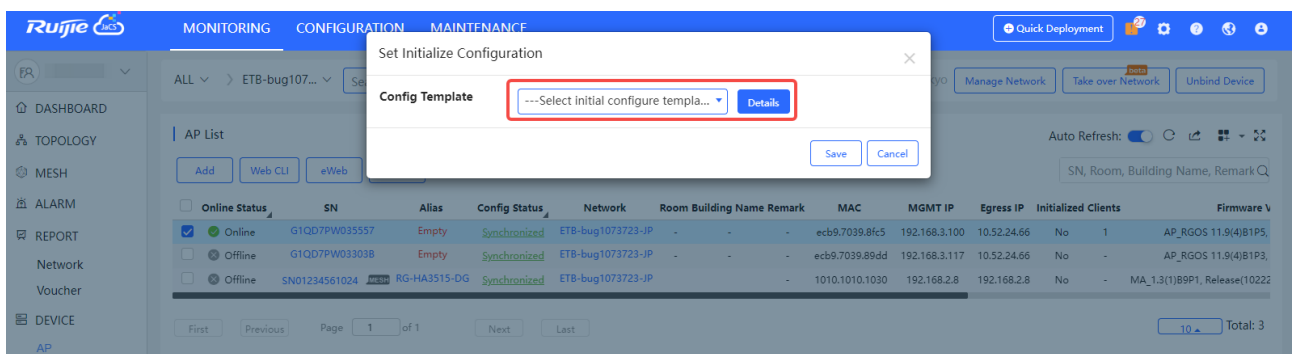 Ruijie JaCS MONITORING CONFIGURATION MAINTENANCE Quick Deployment 27
Set Initialize Configuration
ALL ETB-bug107... Manage Network Take over Network beta Unbind Device
Config Template ---Select initial configure templa... Details
DASHBOARD
AP List Auto Refresh:
TOPOLOGY
Save Cancel
MESH Add Web CLI eWeb SN, Room, Building Name, Remark
ALARM Online Status SN Alias Config Status Network Room Building Name Remark MAC MGMT IP Egress IP Initialized Clients Firmware V
REPORT Online G1QD7PW035557 Empty Synchronized ETB-bug1073723-JP - - - ecb9.7039.8fc5 192.168.3.100 10.52.24.66 No 1 AP_RGOS 11.9(4)B1P5,
Network Offline G1QD7PW03303B Empty Synchronized ETB-bug1073723-JP - - - ecb9.7039.89dd 192.168.3.117 10.52.24.66 No - AP_RGOS 11.9(4)B1P3,
Offline SN01234561024 MESH RG-HA3515-DG Synchronized ETB-bug1073723-JP - 1010.1010.1030 192.168.2.8 192.168.2.8 No - MA_1.3(1)B9P1, Release(10222
Voucher
DEVICE First Previous Page 1 of 1 Next Last 10 Total: 3
AP